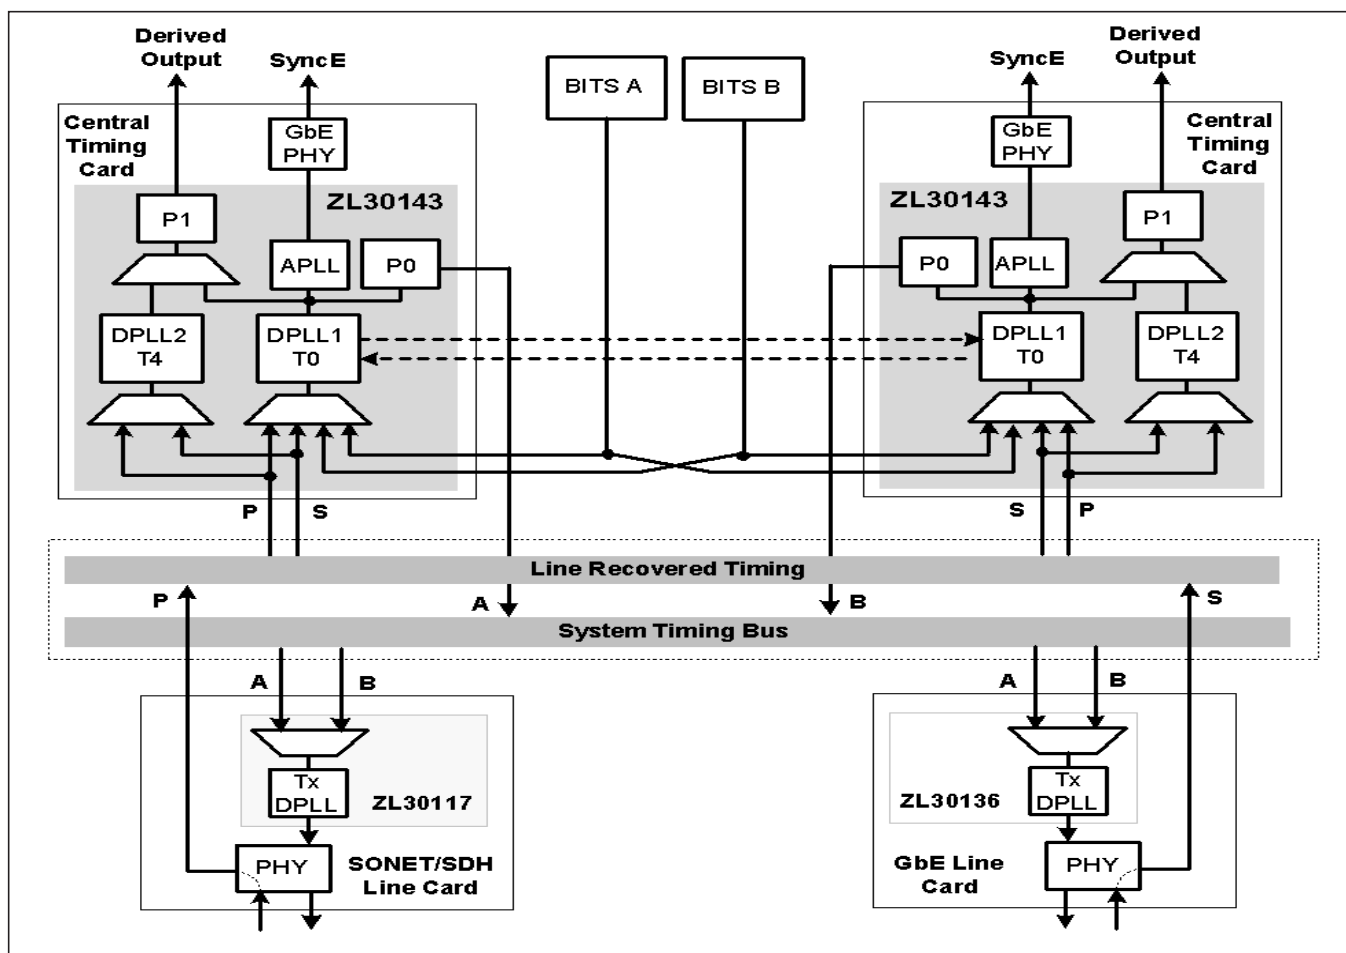 Derived
Output
SyncE
BITS A
BITS B
SyncE
Derived
Output
Central
Timing
Card
GbE
PHY
GbE
PHY
Central
Timing
Card
ZL30143
ZL30143
P1
APLL
P0
P0
APLL
P1
DPLL2
T4
DPLL1
T0
DPLL1
T0
DPLL2
T4
P
S
S
P
Line Recovered Timing
P
A
B
S
System Timing Bus
A
B
A
B
Tx
DPLL
ZL30117
Tx
DPLL
ZL30136
PHY
SONET/SDH
Line Card
GbE Line
Card
PHY